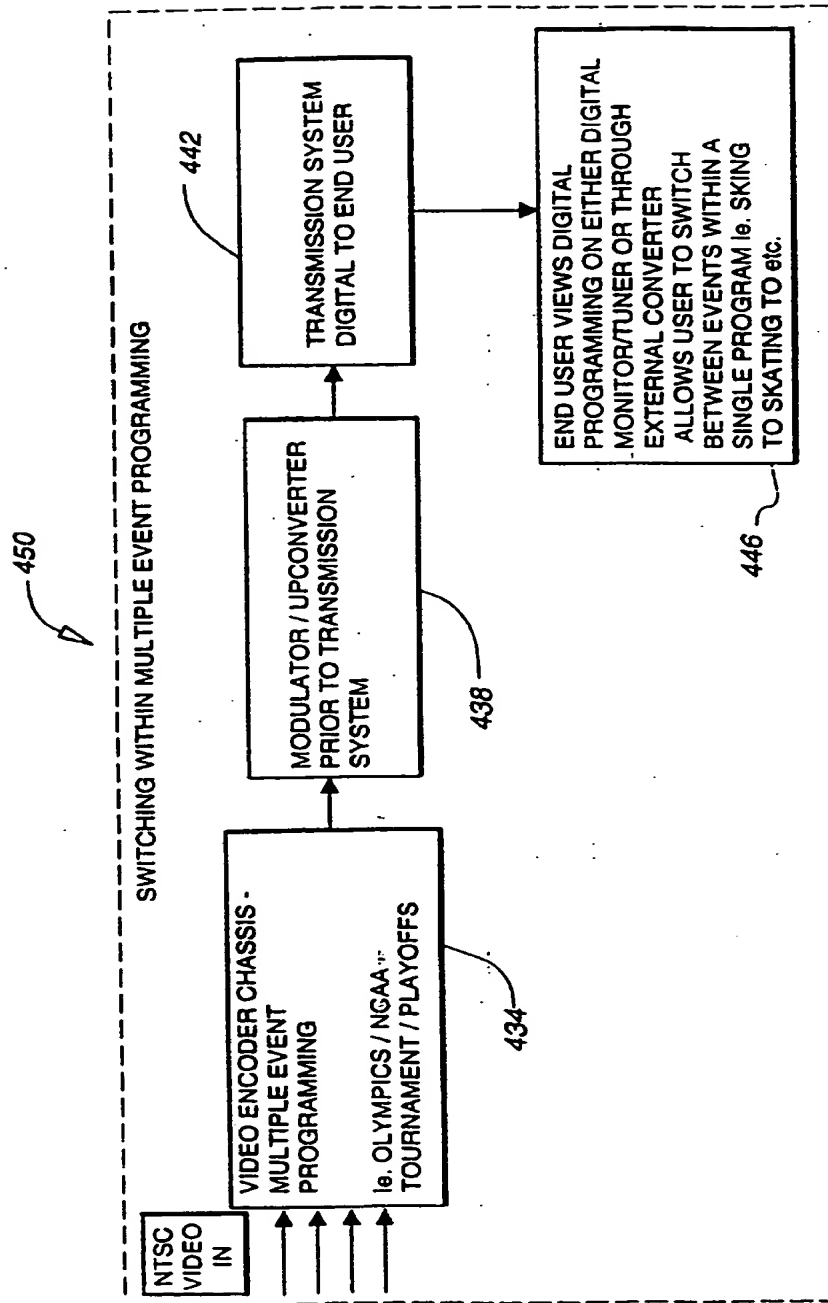 450
SWITCHING WITHIN MULTIPLE EVENT PROGRAMMING
NTSC
VIDEO
IN
VIDEO ENCODER CHASSIS -
MULTIPLE EVENT
PROGRAMMING
Ie. OLYMPICS / NCAA
TOURNAMENT / PLAYOFFS
434
MODULATOR / UPCONVERTER
PRIOR TO TRANSMISSION
SYSTEM
438
TRANSMISSION SYSTEM
DIGITAL TO END USER
442
END USER VIEWS DIGITAL
PROGRAMMING ON EITHER DIGITAL
MONITOR/TUNER OR THROUGH
EXTERNAL CONVERTER
ALLOWS USER TO SWITCH
BETWEEN EVENTS WITHIN A
SINGLE PROGRAM Ie. SKING
TO SKATING TO etc.
446